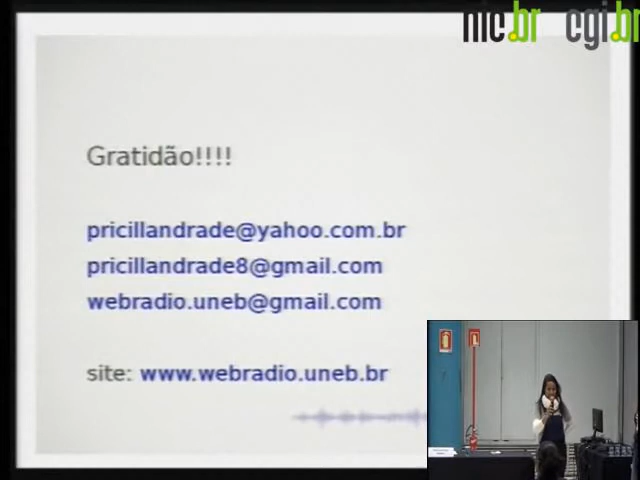 nic.br cgi.br
Gratidão!!!!
pricillandrade@yahoo.com.br
pricillandrade8@gmail.com
webradio.uneb@gmail.com
site: www.webradio.uneb.br